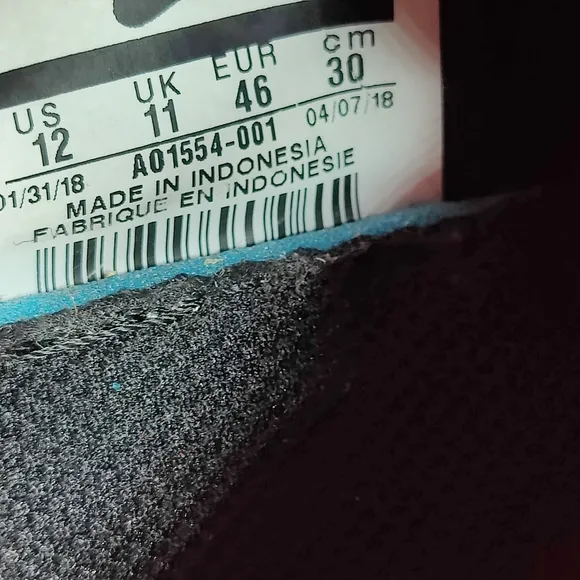 US UK EUR cm
12 11 46 30
01/31/18 AO1554-001 04/07/18
MADE IN INDONESIA
FABRIQUE EN INDONESIE